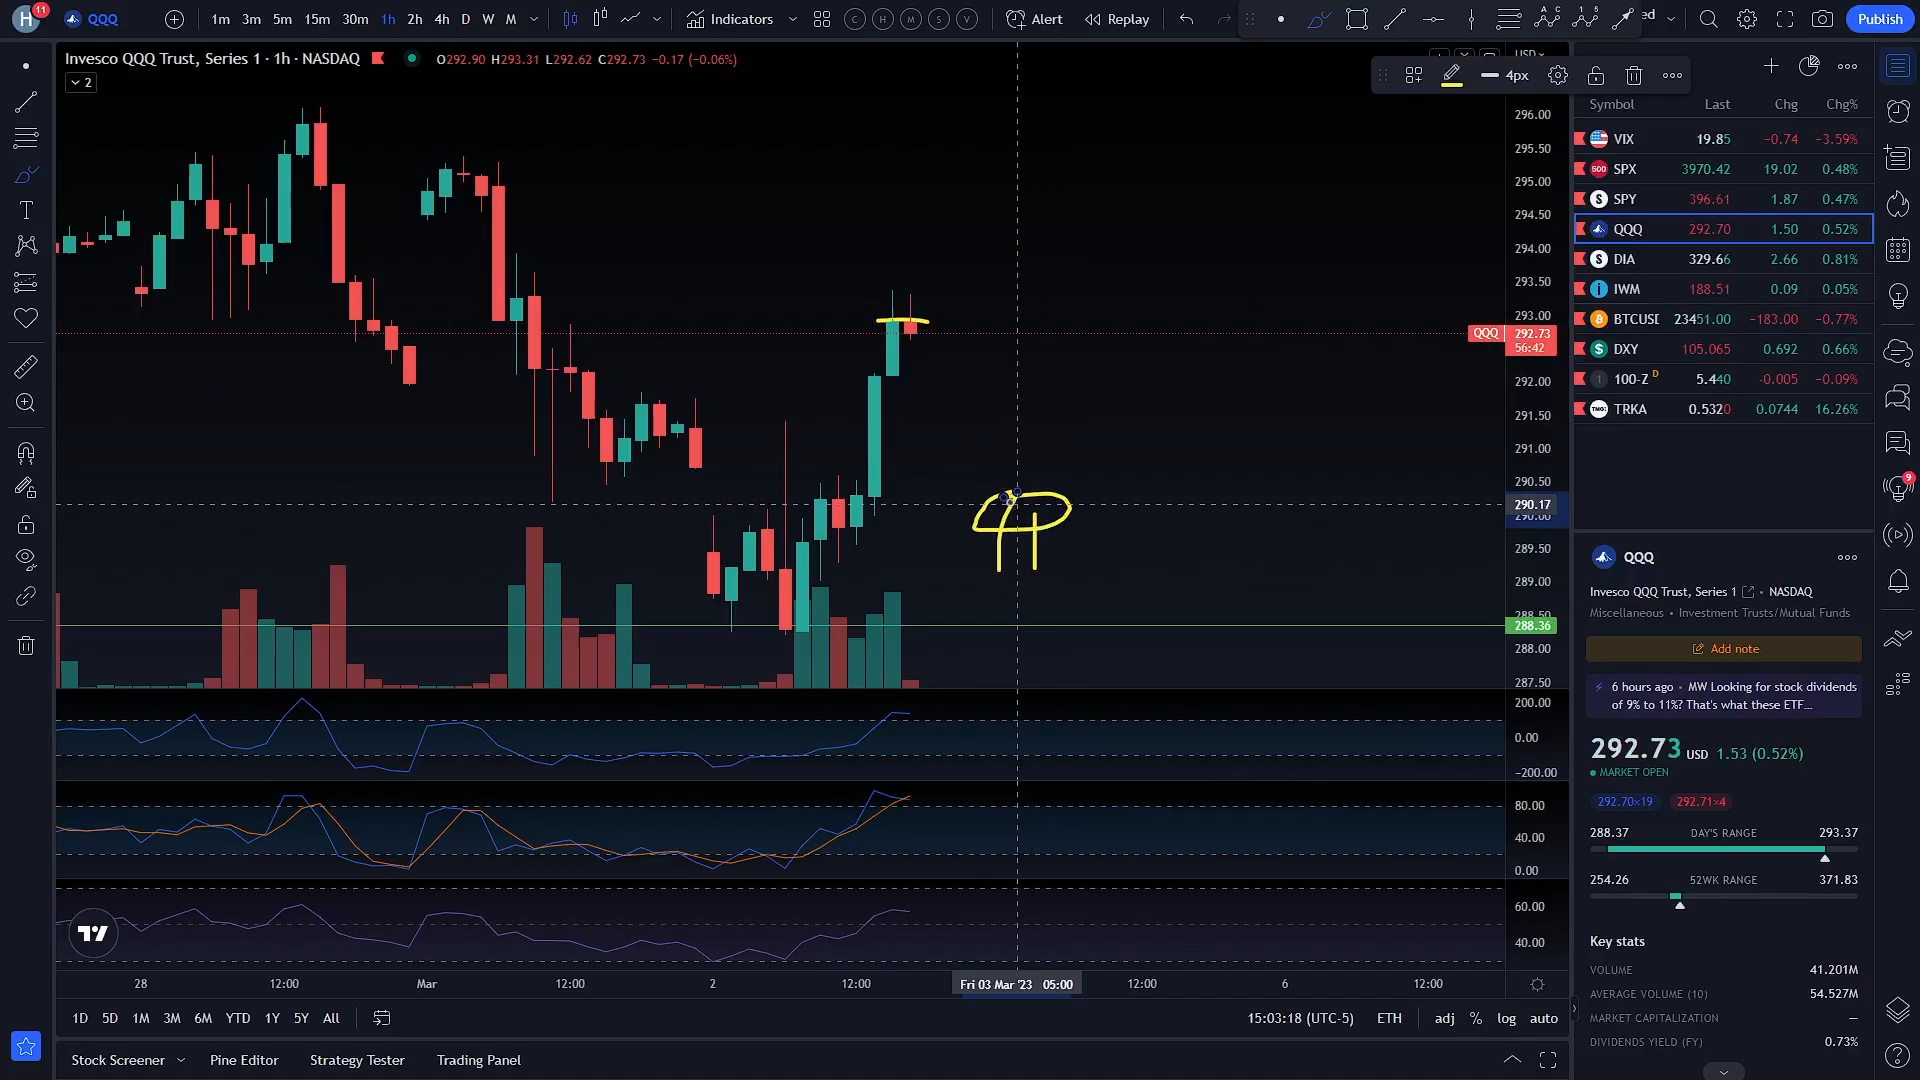 H 11 QQQ 1m 3m 5m 15m 30m 1h 2h 4h D W M Indicators C H M S V Alert Replay A C 1 5 ed Publish
Invesco QQQ Trust, Series 1 · 1h · NASDAQ O292.90 H293.31 L292.62 C292.73 −0.17 (−0.06%)
2
USD
4px
Symbol Last Chg Chg%
VIX 19.85 −0.74 −3.59%
500 SPX 3970.42 19.02 0.48%
S SPY 396.61 1.87 0.47%
QQQ 292.70 1.50 0.52%
S DIA 329.66 2.66 0.81%
i IWM 188.51 0.09 0.05%
BTCUSD 23451.00 −183.00 −0.77%
$ DXY 105.065 0.692 0.66%
1 100-Z D 5.440 −0.005 −0.09%
TMO TRKA 0.5320 0.0744 16.26%
296.00
295.50
295.00
294.50
294.00
293.50
293.00
QQQ 292.73
56:42
292.00
291.50
291.00
290.50
290.17
290.00
289.50
289.00
288.50
288.36
288.00
287.50
200.00
0.00
−200.00
80.00
40.00
0.00
60.00
40.00
9
QQQ
Invesco QQQ Trust, Series 1 • NASDAQ
Miscellaneous • Investment Trusts/Mutual Funds
Add note
6 hours ago • MW Looking for stock dividends
of 9% to 11%? That's what these ETF...
292.73 USD 1.53 (0.52%)
MARKET OPEN
292.70×19 292.71×4
288.37 DAY'S RANGE 293.37
254.26 52WK RANGE 371.83
Key stats
VOLUME 41.201M
AVERAGE VOLUME (10) 54.527M
MARKET CAPITALIZATION —
DIVIDENDS YIELD (FY) 0.73%
28 12:00 Mar 12:00 2 12:00 Fri 03 Mar '23 05:00 12:00 6 12:00
1D 5D 1M 3M 6M YTD 1Y 5Y All 15:03:18 (UTC-5) ETH adj % log auto
Stock Screener Pine Editor Strategy Tester Trading Panel